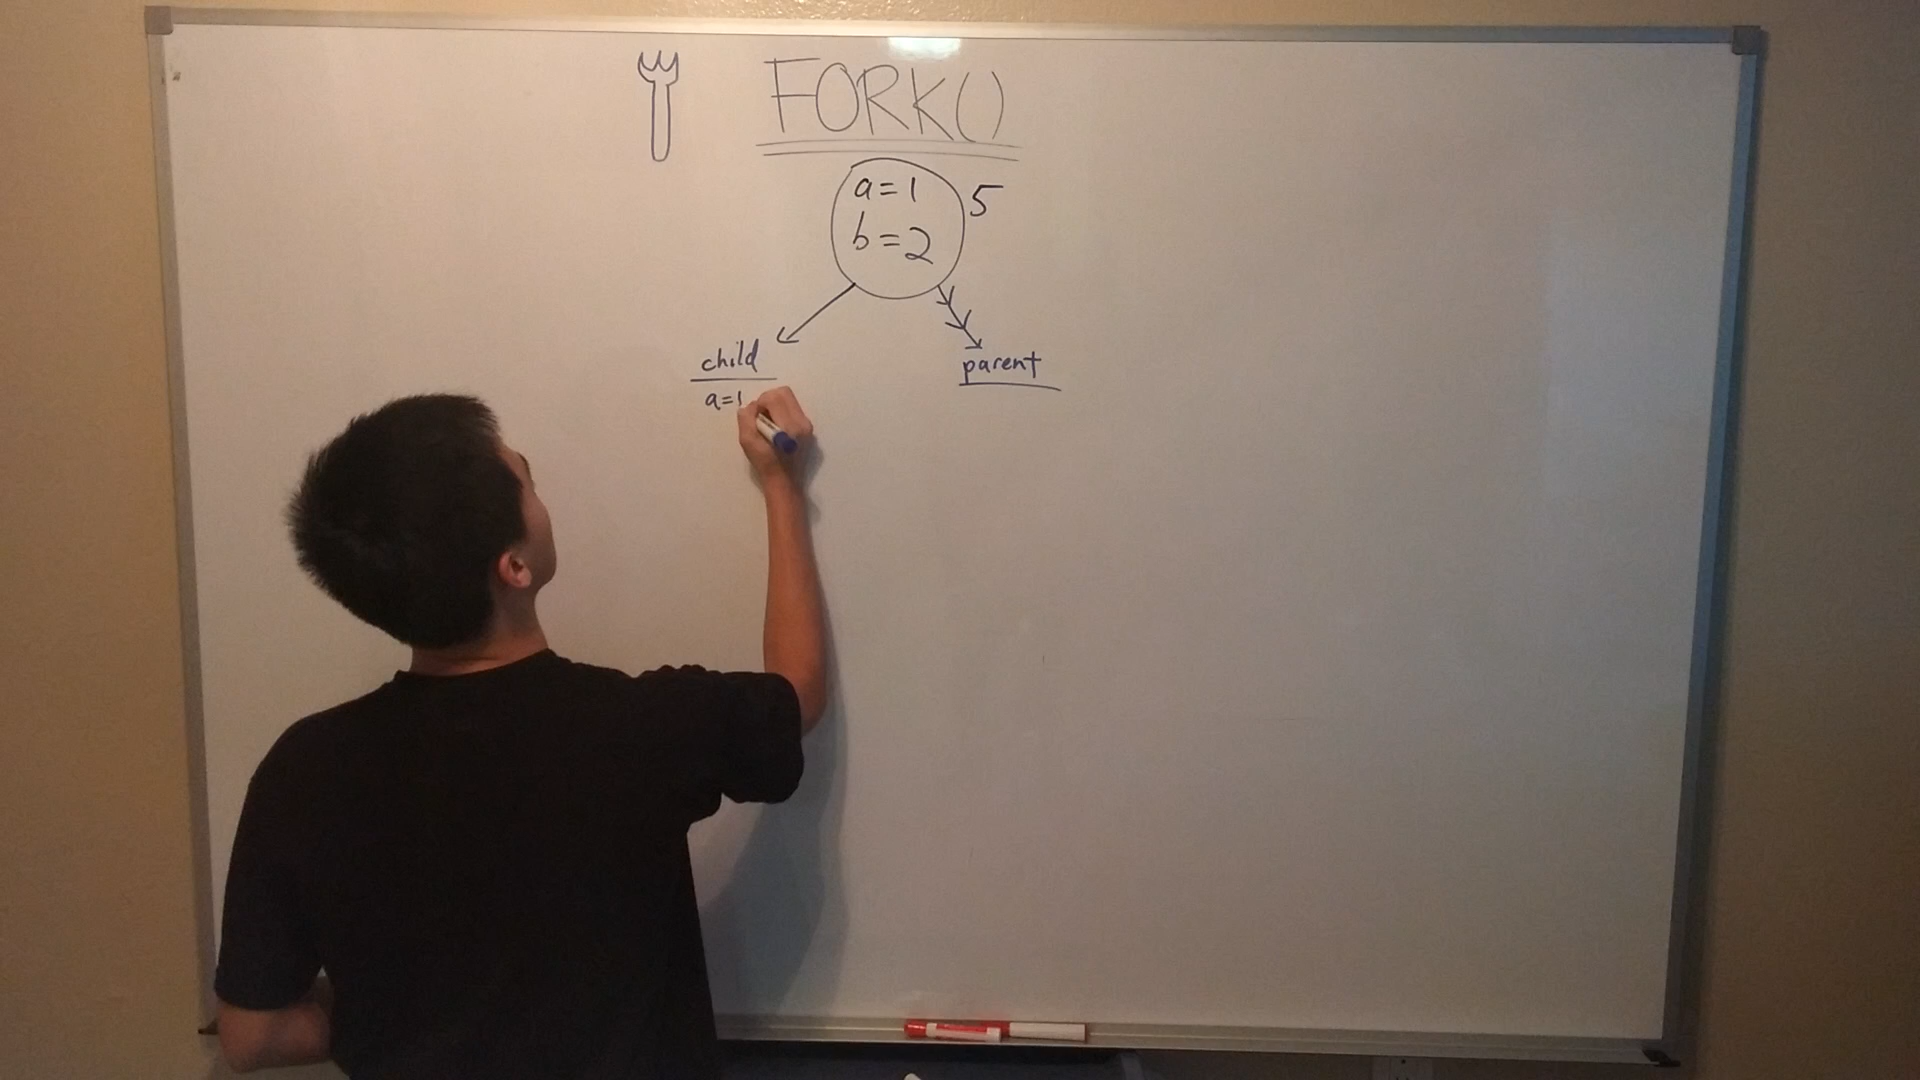 FORK()
a=1 5
b=2
child parent
a=1